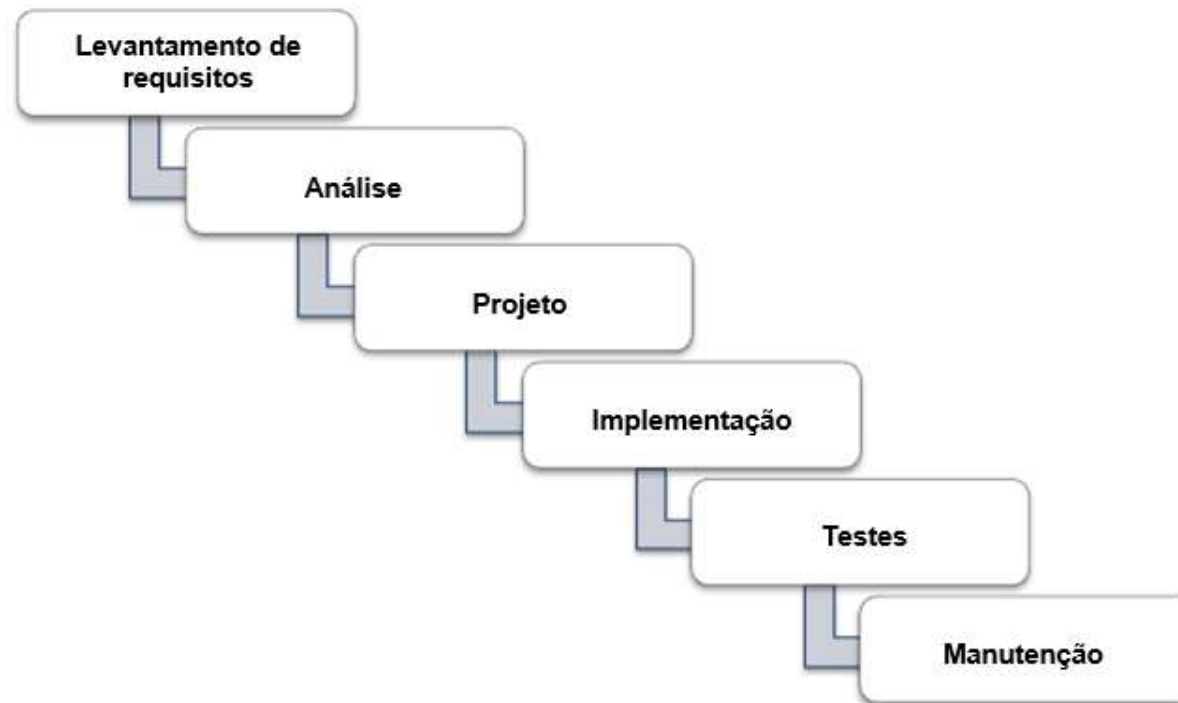 Levantamento de
requisitos
Análise
Projeto
Implementação
Testes
Manutenção